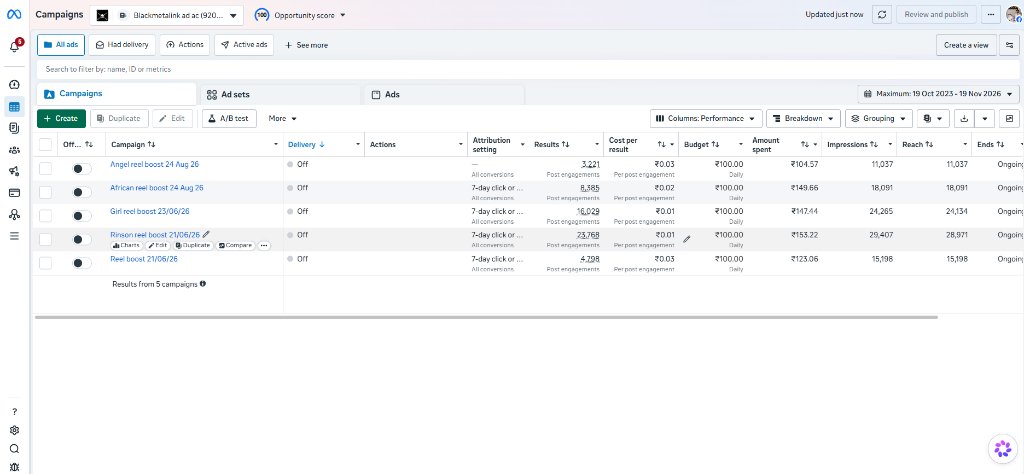 Campaigns
Blackmetalink ad ac (920...
100
Opportunity score
Updated just now
Review and publish
6
All ads
Had delivery
Actions
Active ads
+ See more
Create a view
Search to filter by: name, ID or metrics
Campaigns
Ad sets
Ads
Maximum: 19 Oct 2023 - 19 Nov 2026
+ Create
Duplicate
Edit
A/B test
More
Columns: Performance
Breakdown
Grouping
Off...
Campaign
Delivery ↓
Actions
Attribution setting
Results
Cost per result
Budget
Amount spent
Impressions
Reach
Ends
Angel reel boost 24 Aug 26
Off
—
All conversions
3,221
Post engagements
₹0.03
Per post engagement
₹100.00
Daily
₹104.57
11,037
11,037
Ongoing
African reel boost 24 Aug 26
Off
7-day click or ...
All conversions
8,385
Post engagements
₹0.02
Per post engagement
₹100.00
Daily
₹149.66
18,091
18,091
Ongoing
Girl reel boost 23/06/26
Off
7-day click or ...
All conversions
16,029
Post engagements
₹0.01
Per post engagement
₹100.00
Daily
₹147.44
24,265
24,134
Ongoing
Rinson reel boost 21/06/26
Charts
Edit
Duplicate
Compare
Off
7-day click or ...
All conversions
23,768
Post engagements
₹0.01
Per post engagement
₹100.00
Daily
₹153.22
29,407
28,971
Ongoing
Reel boost 21/06/26
Off
7-day click or ...
All conversions
4,798
Post engagements
₹0.03
Per post engagement
₹100.00
Daily
₹123.06
15,198
15,198
Ongoing
Results from 5 campaigns